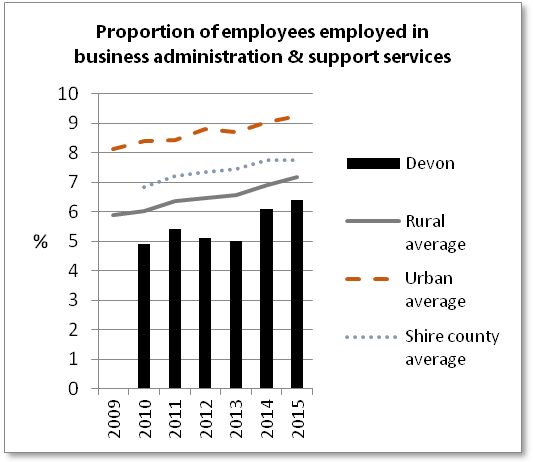 Proportion of employees employed in
business administration & support services
10
9
8
7
6
5
4
3
2
1
0
%
2009
2010
2011
2012
2013
2014
2015
Devon
Rural
average
Urban
average
Shire county
average